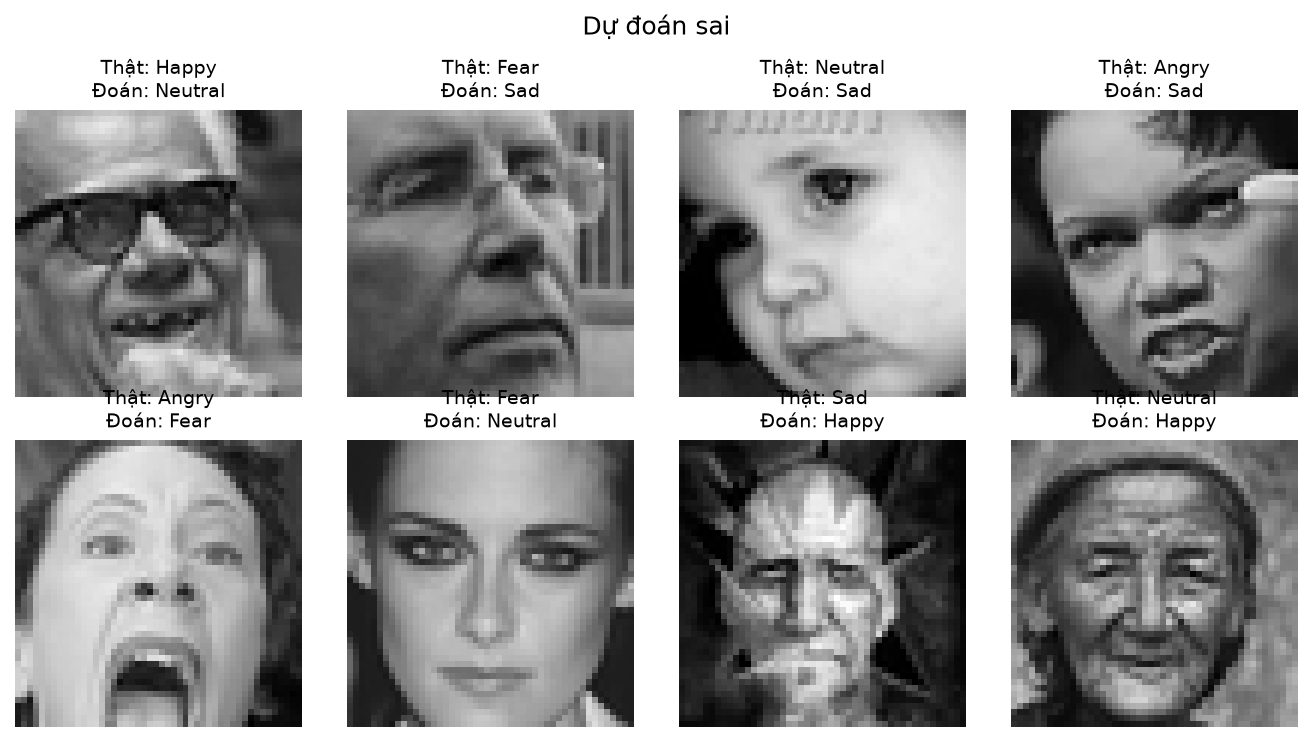 Dự đoán sai
Thật: Happy
Đoán: Neutral
Thật: Fear
Đoán: Sad
Thật: Neutral
Đoán: Sad
Thật: Angry
Đoán: Sad
Thật: Angry
Đoán: Fear
Thật: Fear
Đoán: Neutral
Thật: Sad
Đoán: Happy
Thật: Neutral
Đoán: Happy